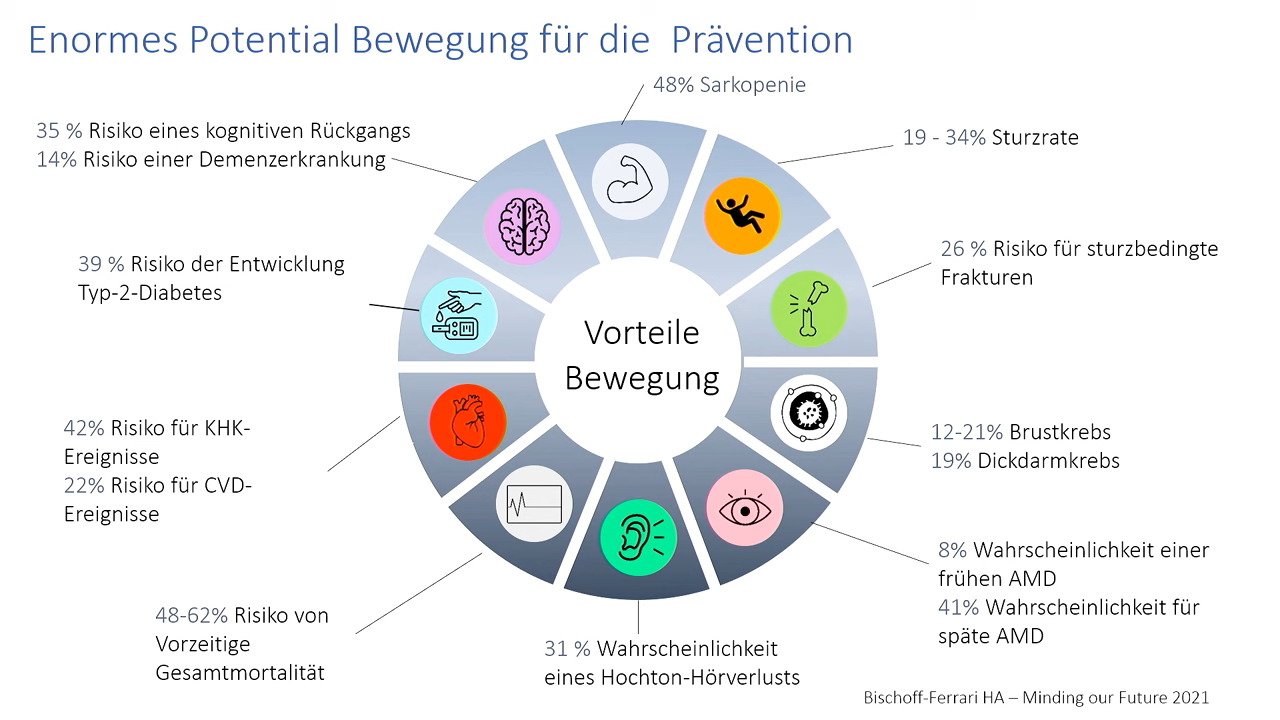 Enormes Potential Bewegung für die Prävention
48% Sarkopenie
35 % Risiko eines kognitiven Rückgangs
14% Risiko einer Demenzerkrankung
19 - 34% Sturzrate
39 % Risiko der Entwicklung
Typ-2-Diabetes
26 % Risiko für sturzbedingte
Frakturen
Vorteile
Bewegung
42% Risiko für KHK-
Ereignisse
22% Risiko für CVD-
Ereignisse
12-21% Brustkrebs
19% Dickdarmkrebs
8% Wahrscheinlichkeit einer
frühen AMD
41% Wahrscheinlichkeit für
späte AMD
48-62% Risiko von
Vorzeitige
Gesamtmortalität
31 % Wahrscheinlichkeit
eines Hochton-Hörverlusts
Bischoff-Ferrari HA – Minding our Future 2021